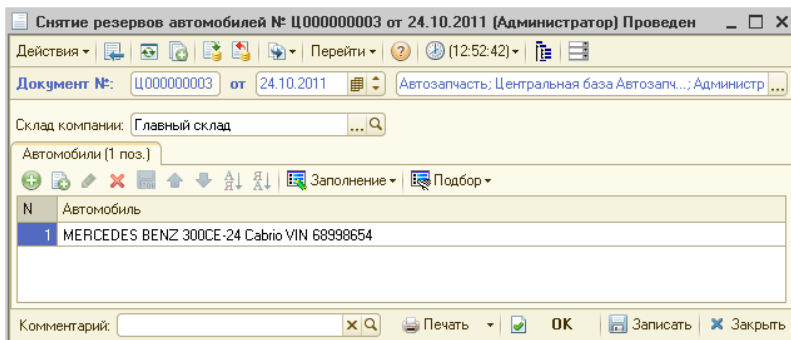 Снятие резервов автомобилей № Ц000000003 от 24.10.2011 (Администратор) Проведен
Действия Перейти (12:52:42)
Документ №: Ц000000003 от 24.10.2011 Автозапчасть; Центральная база Автозапч...; Администр ...
Склад компании: Главный склад ...
Автомобили (1 поз.)
Заполнение Подбор
N Автомобиль
1 MERCEDES BENZ 300CE-24 Cabrio VIN 68998654
Комментарий: Печать OK Записать Закрыть